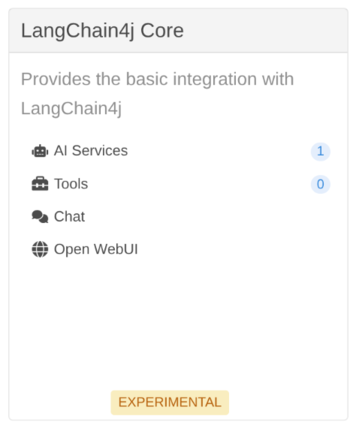 LangChain4j Core
Provides the basic integration with
LangChain4j
AI Services 1
Tools 0
Chat
Open WebUI
EXPERIMENTAL